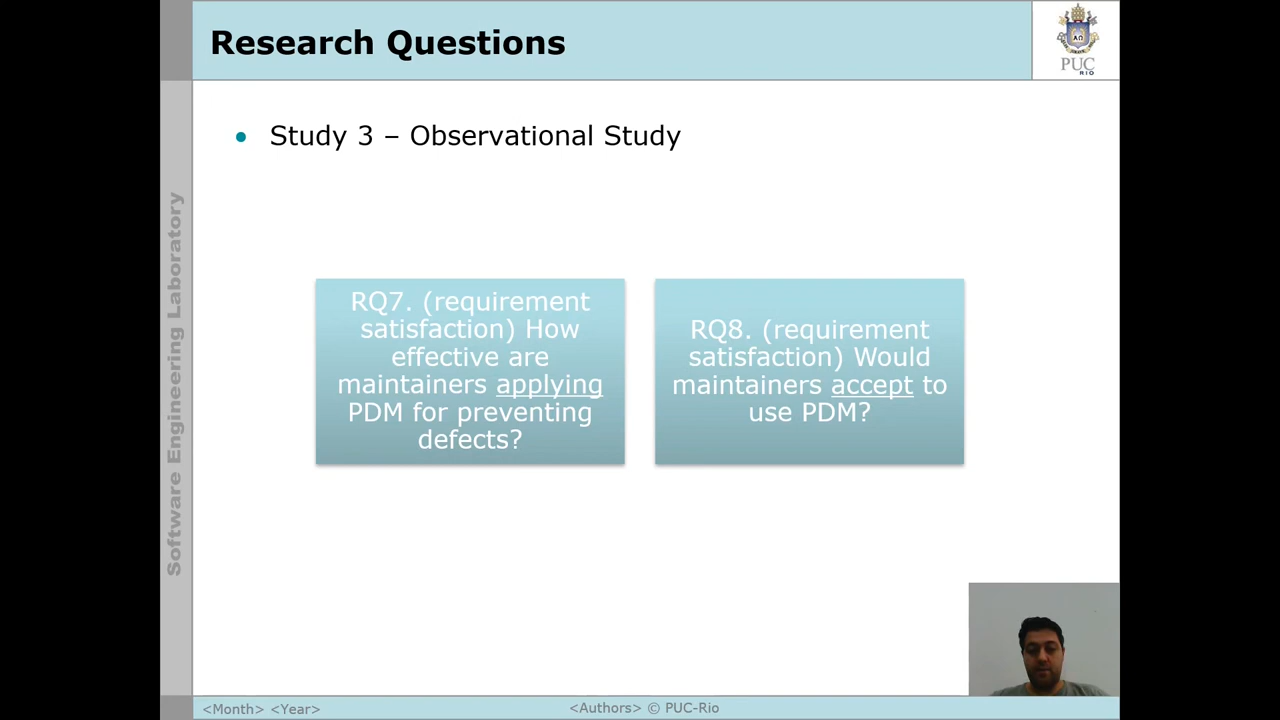 Research Questions
PUC
RIO
Software Engineering Laboratory
• Study 3 – Observational Study
RQ7. (requirement
satisfaction) How
effective are
maintainers applying
PDM for preventing
defects?
RQ8. (requirement
satisfaction) Would
maintainers accept to
use PDM?
<Month> <Year>
<Authors> © PUC-Rio